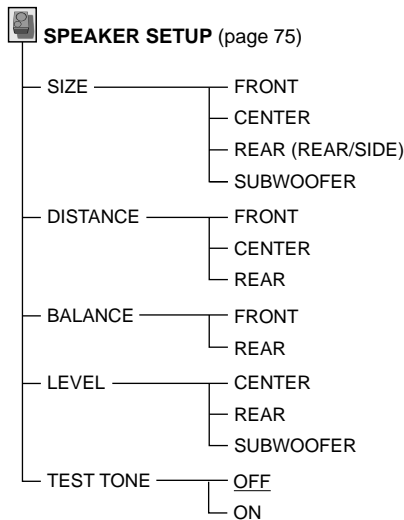 SPEAKER SETUP (page 75)
SIZE FRONT
CENTER
REAR (REAR/SIDE)
SUBWOOFER
DISTANCE FRONT
CENTER
REAR
BALANCE FRONT
REAR
LEVEL CENTER
REAR
SUBWOOFER
TEST TONE OFF
ON